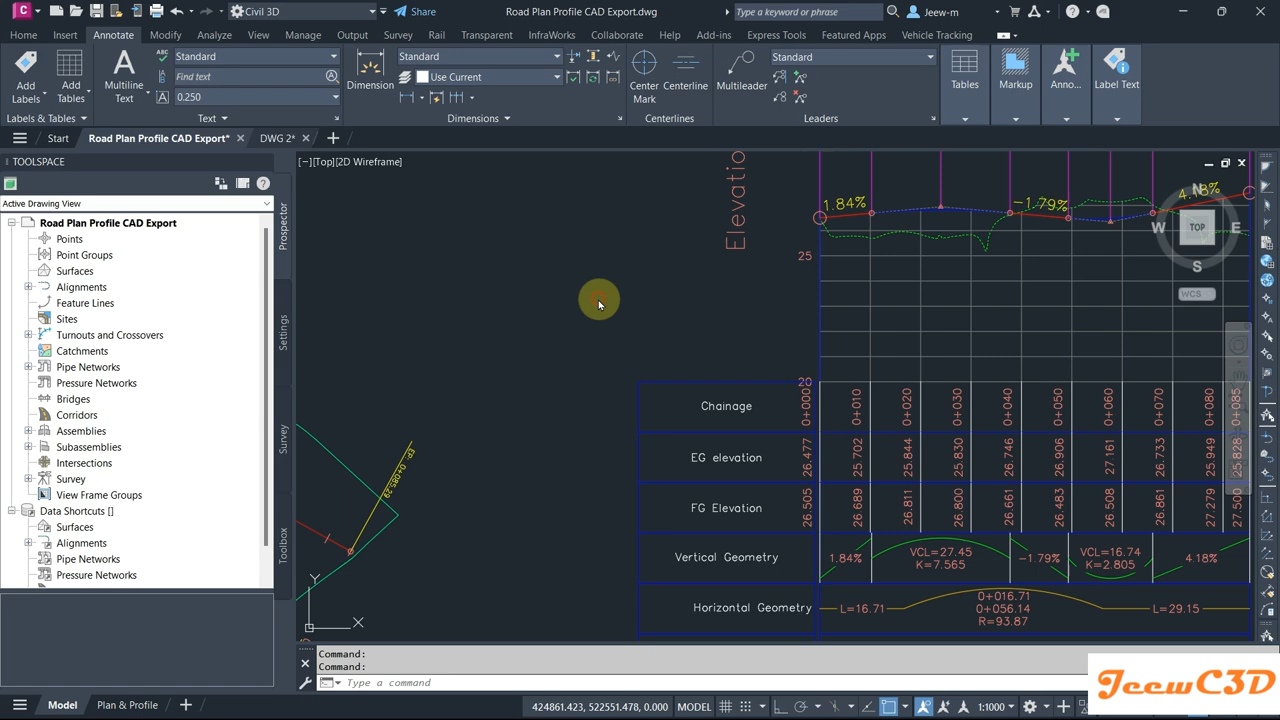 C
Civil 3D
Share
Road Plan Profile CAD Export.dwg
Type a keyword or phrase
Jeew-m
Home
Insert
Annotate
Modify
Analyze
View
Manage
Output
Survey
Rail
Transparent
InfraWorks
Collaborate
Help
Add-ins
Express Tools
Featured Apps
Vehicle Tracking
Add
Labels
Add
Tables
Multiline
Text
Standard
Find text
0.250
Dimension
Standard
Use Current
Center
Mark
Centerline
Multileader
Standard
Tables
Markup
Anno...
Label Text
Labels & Tables
Text
Dimensions
Centerlines
Leaders
Start
Road Plan Profile CAD Export*
DWG 2*
TOOLSPACE
Active Drawing View
Road Plan Profile CAD Export
Points
Point Groups
Surfaces
Alignments
Feature Lines
Sites
Turnouts and Crossovers
Catchments
Pipe Networks
Pressure Networks
Bridges
Corridors
Assemblies
Subassemblies
Intersections
Survey
View Frame Groups
Data Shortcuts []
Surfaces
Alignments
Pipe Networks
Pressure Networks
Prospector
Settings
Survey
Toolbox
[−][Top][2D Wireframe]
Elevatio
1.84%
−1.79%
4.18%
N
W
TOP
E
S
WCS
25
20
Chainage
0+000
0+010
0+020
0+030
0+040
0+050
0+060
0+070
0+080
0+085
EG elevation
26.477
25.702
25.844
25.830
26.746
26.906
27.161
26.733
25.949
25.828
FG Elevation
26.505
26.689
26.811
26.800
26.661
26.483
26.508
26.861
27.279
27.500
Vertical Geometry
1.84%
VCL=27.45
K=7.565
−1.79%
VCL=16.74
K=2.805
4.18%
Horizontal Geometry
L=16.71
0+016.71
0+056.14
R=93.87
L=29.15
EP: 0+085.29
Y
X
Command:
Command:
Type a command
Model
Plan & Profile
424861.423, 522551.478, 0.000
MODEL
1:1000
JeewC3D